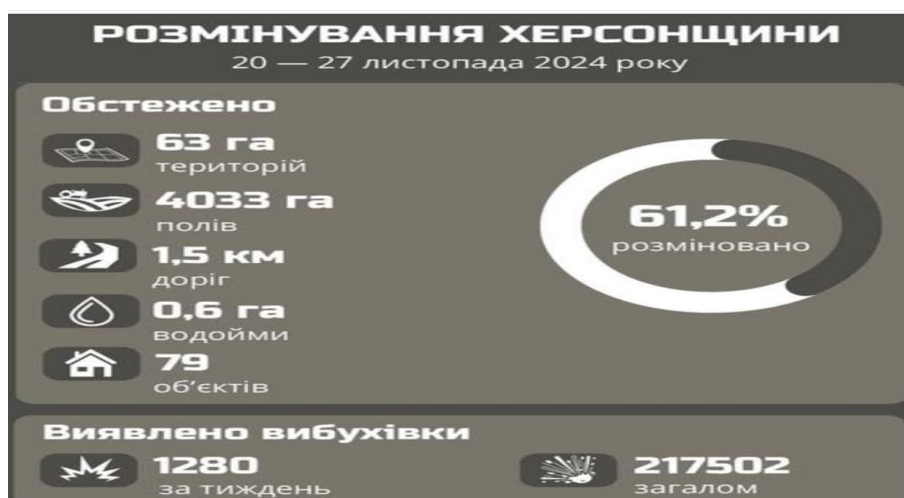 РОЗМІНУВАННЯ ХЕРСОНЩИНИ
20 — 27 листопада 2024 року
Обстежено
63 га
територій
4033 га
полів
1,5 км
доріг
0,6 га
водойми
79
об'єктів
61,2%
розміновано
Виявлено вибухівки
1280
за тиждень
217502
загалом